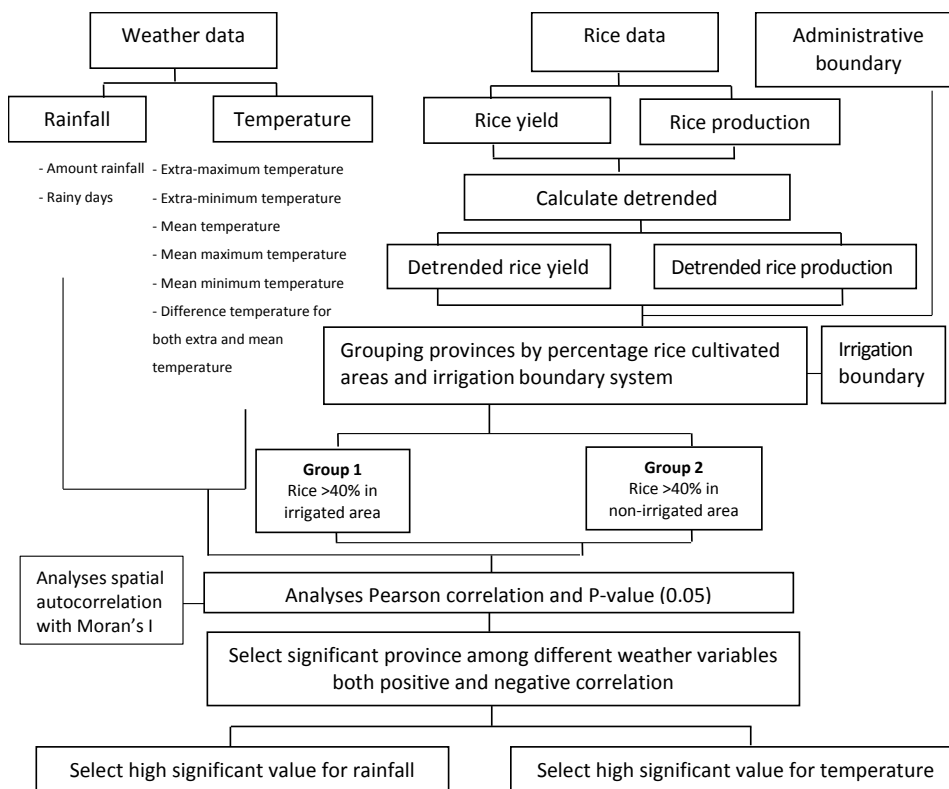 Weather data
Rice data
Administrative
boundary
Rainfall
Temperature
Rice yield
Rice production
- Amount rainfall
- Rainy days
- Extra-maximum temperature
- Extra-minimum temperature
- Mean temperature
- Mean maximum temperature
- Mean minimum temperature
- Difference temperature for
both extra and mean
temperature
Calculate detrended
Detrended rice yield
Detrended rice production
Grouping provinces by percentage rice cultivated
areas and irrigation boundary system
Irrigation
boundary
Group 1
Rice >40% in
irrigated area
Group 2
Rice >40% in
non-irrigated area
Analyses spatial
autocorrelation
with Moran's I
Analyses Pearson correlation and P-value (0.05)
Select significant province among different weather variables
both positive and negative correlation
Select high significant value for rainfall
Select high significant value for temperature